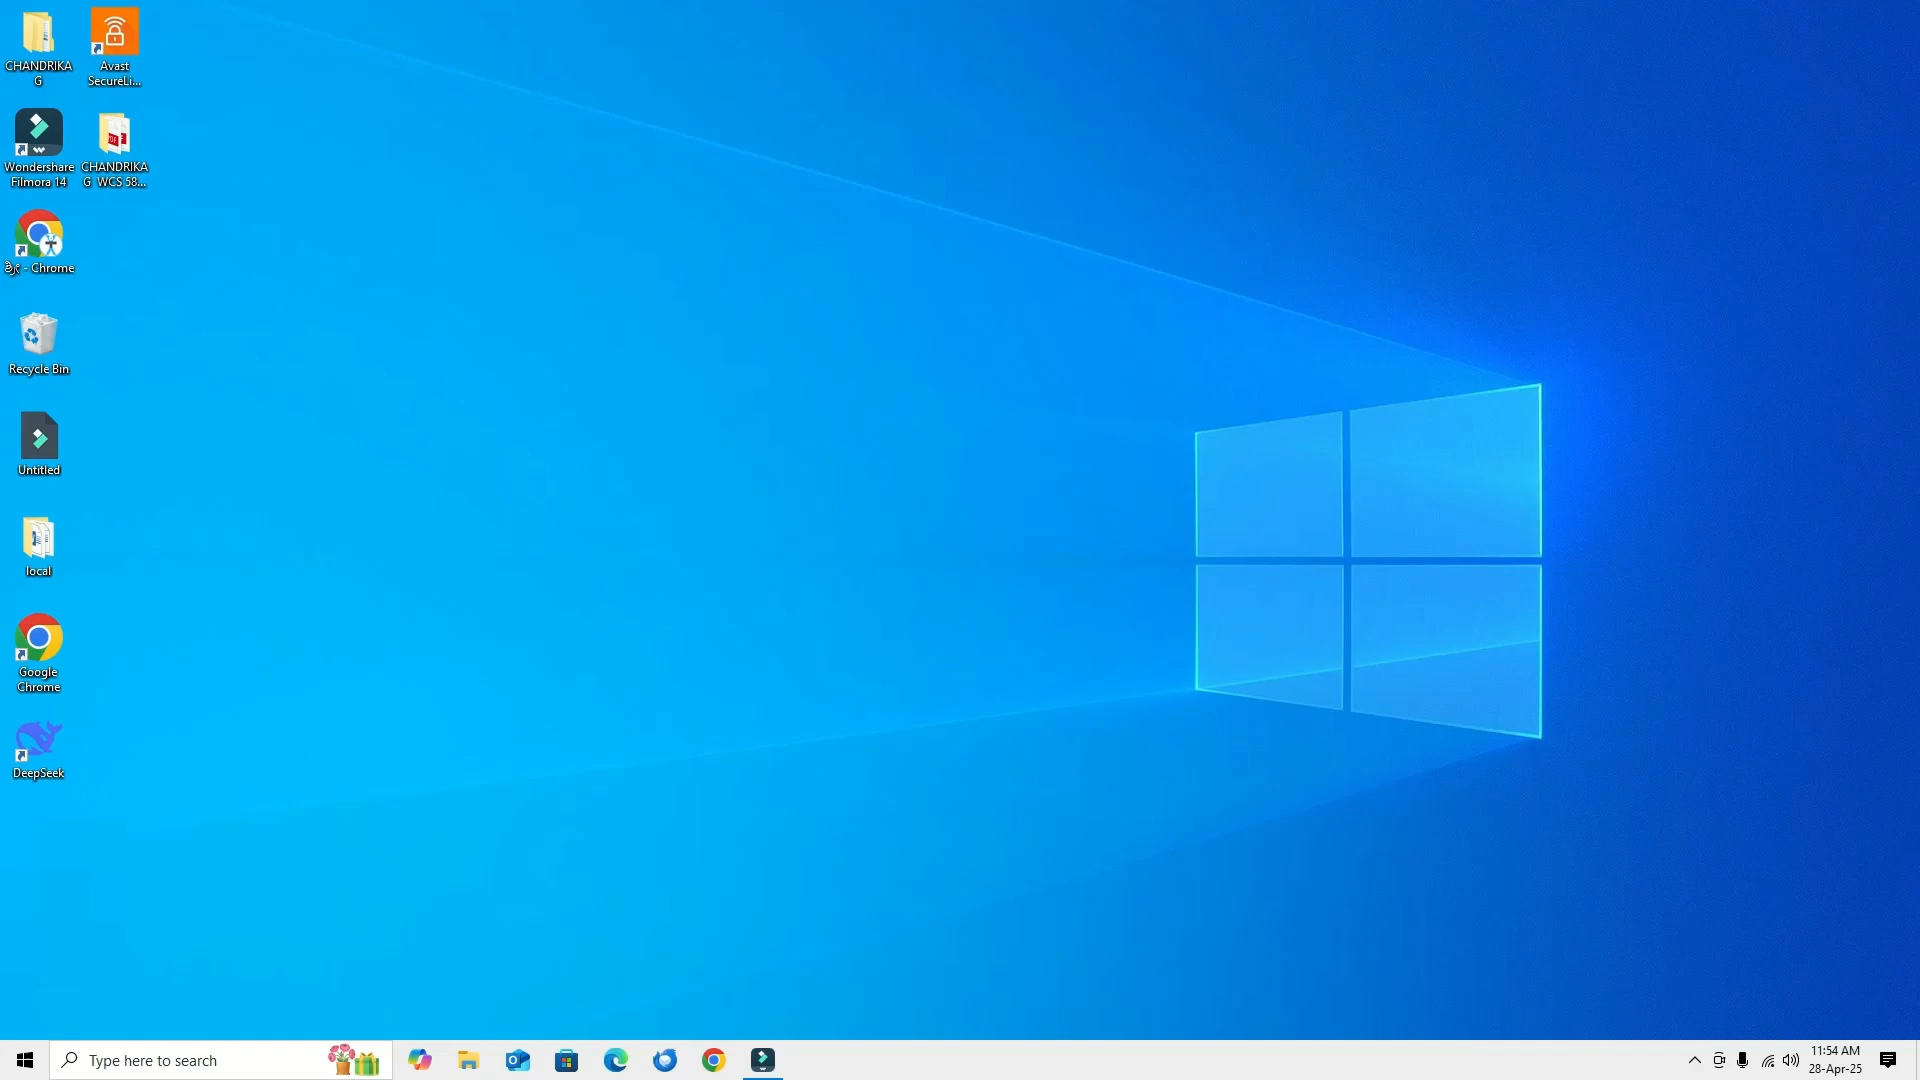 CHANDRIKA
G
Avast
SecureLi...
Wondershare
Filmora 14
CHANDRIKA
G WCS 58...
- Chrome
Recycle Bin
Untitled
local
Google
Chrome
DeepSeek
Type here to search
11:54 AM
28-Apr-25